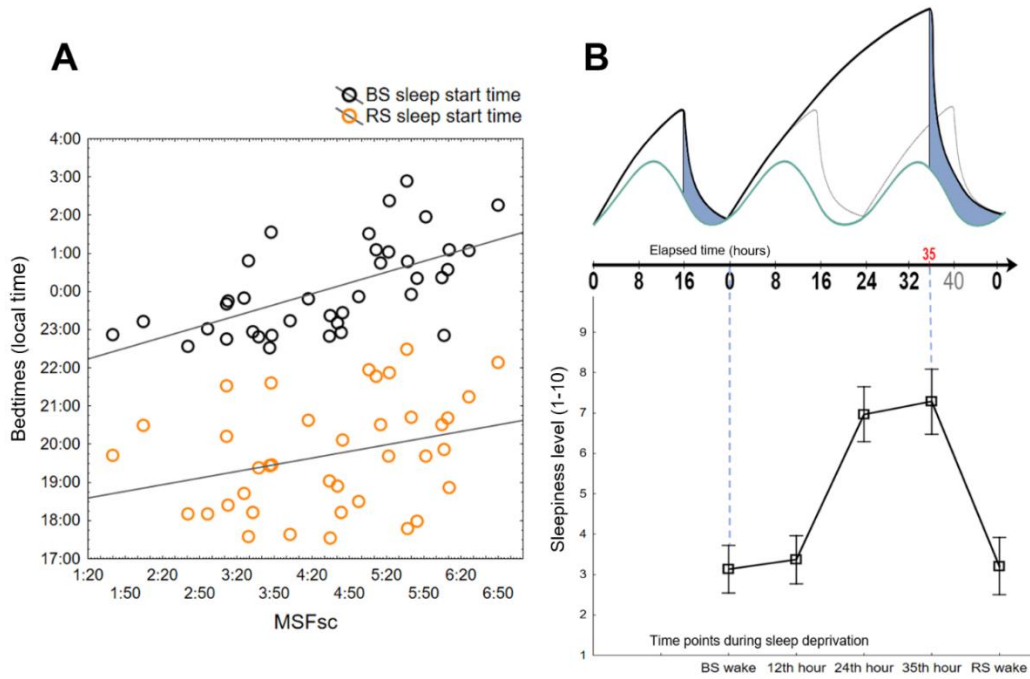 A
BS sleep start time
RS sleep start time
4:00
3:00
2:00
1:00
0:00
23:00
22:00
21:00
20:00
19:00
18:00
17:00
Bedtimes (local time)
1:20 2:20 3:20 4:20 5:20 6:20
1:50 2:50 3:50 4:50 5:50 6:50
MSFsc
B
Elapsed time (hours) 35
0 8 16 0 8 16 24 32 40 0
9
8
7
6
5
4
3
2
1
Sleepiness level (1-10)
Time points during sleep deprivation
BS wake 12th hour 24th hour 35th hour RS wake